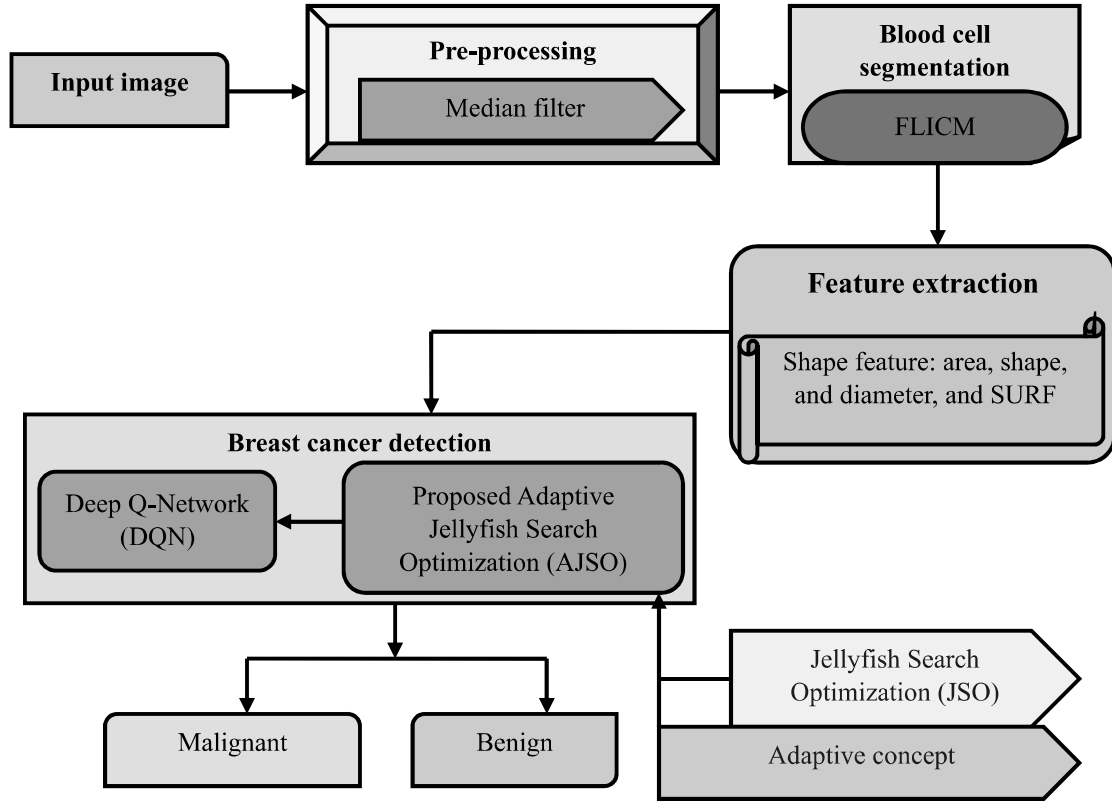 Input image
Pre-processing
Median filter
Blood cell
segmentation
FLICM
Feature extraction
Shape feature: area, shape,
and diameter, and SURF
Breast cancer detection
Deep Q-Network
(DQN)
Proposed Adaptive
Jellyfish Search
Optimization (AJSO)
Jellyfish Search
Optimization (JSO)
Adaptive concept
Malignant
Benign